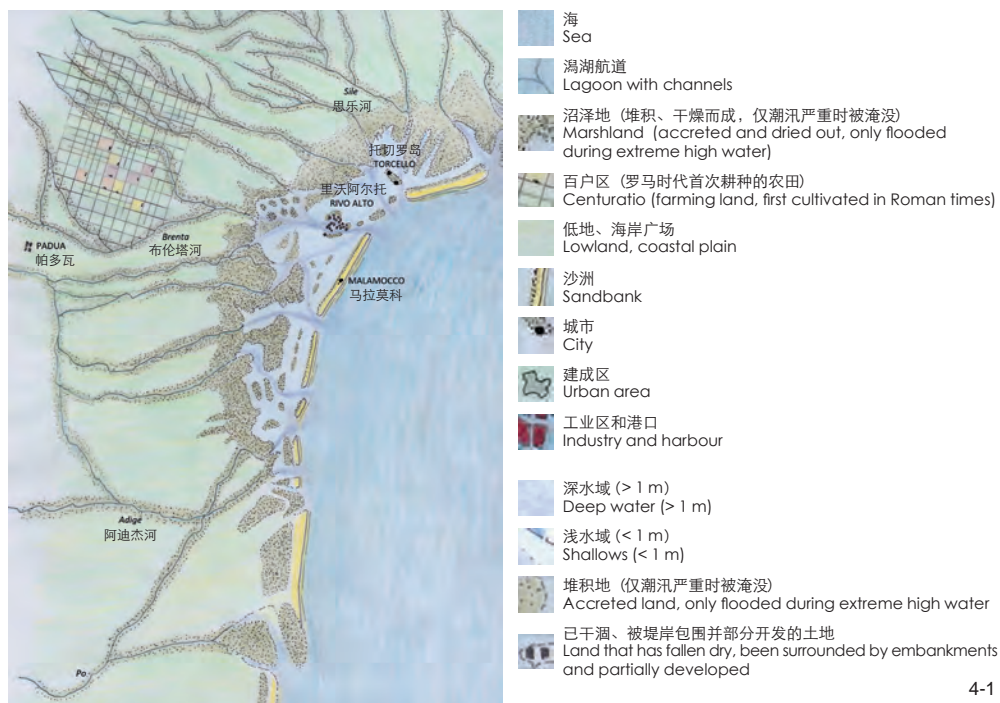 Sile
恩乐河
托切罗岛
TORCELLO
里沃阿尔托
RIVO ALTO
Brenta
布伦塔河
PADUA
帕多瓦
MALAMOCCO
马拉莫科
Adige
阿迪杰河
Po
海
Sea
潟湖航道
Lagoon with channels
沼泽地（堆积、干燥而成，仅潮汛严重时被淹没）
Marshland (accreted and dried out, only flooded
during extreme high water)
百户区（罗马时代首次耕种的农田）
Centuratio (farming land, first cultivated in Roman times)
低地、海岸广场
Lowland, coastal plain
沙洲
Sandbank
城市
City
建成区
Urban area
工业区和港口
Industry and harbour
深水域（> 1 m）
Deep water (> 1 m)
浅水域（< 1 m）
Shallows (< 1 m)
堆积地（仅潮汛严重时被淹没）
Accreted land, only flooded during extreme high water
已干涸、被堤岸包围并部分开发的土地
Land that has fallen dry, been surrounded by embankments
and partially developed
4-1